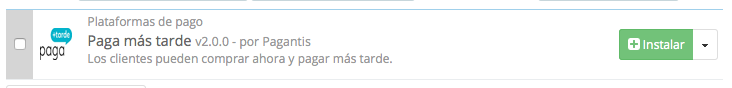 Plataformas de pago
+tarde
paga
Paga más tarde v2.0.0 - por Pagantis
Los clientes pueden comprar ahora y pagar más tarde.
Instalar